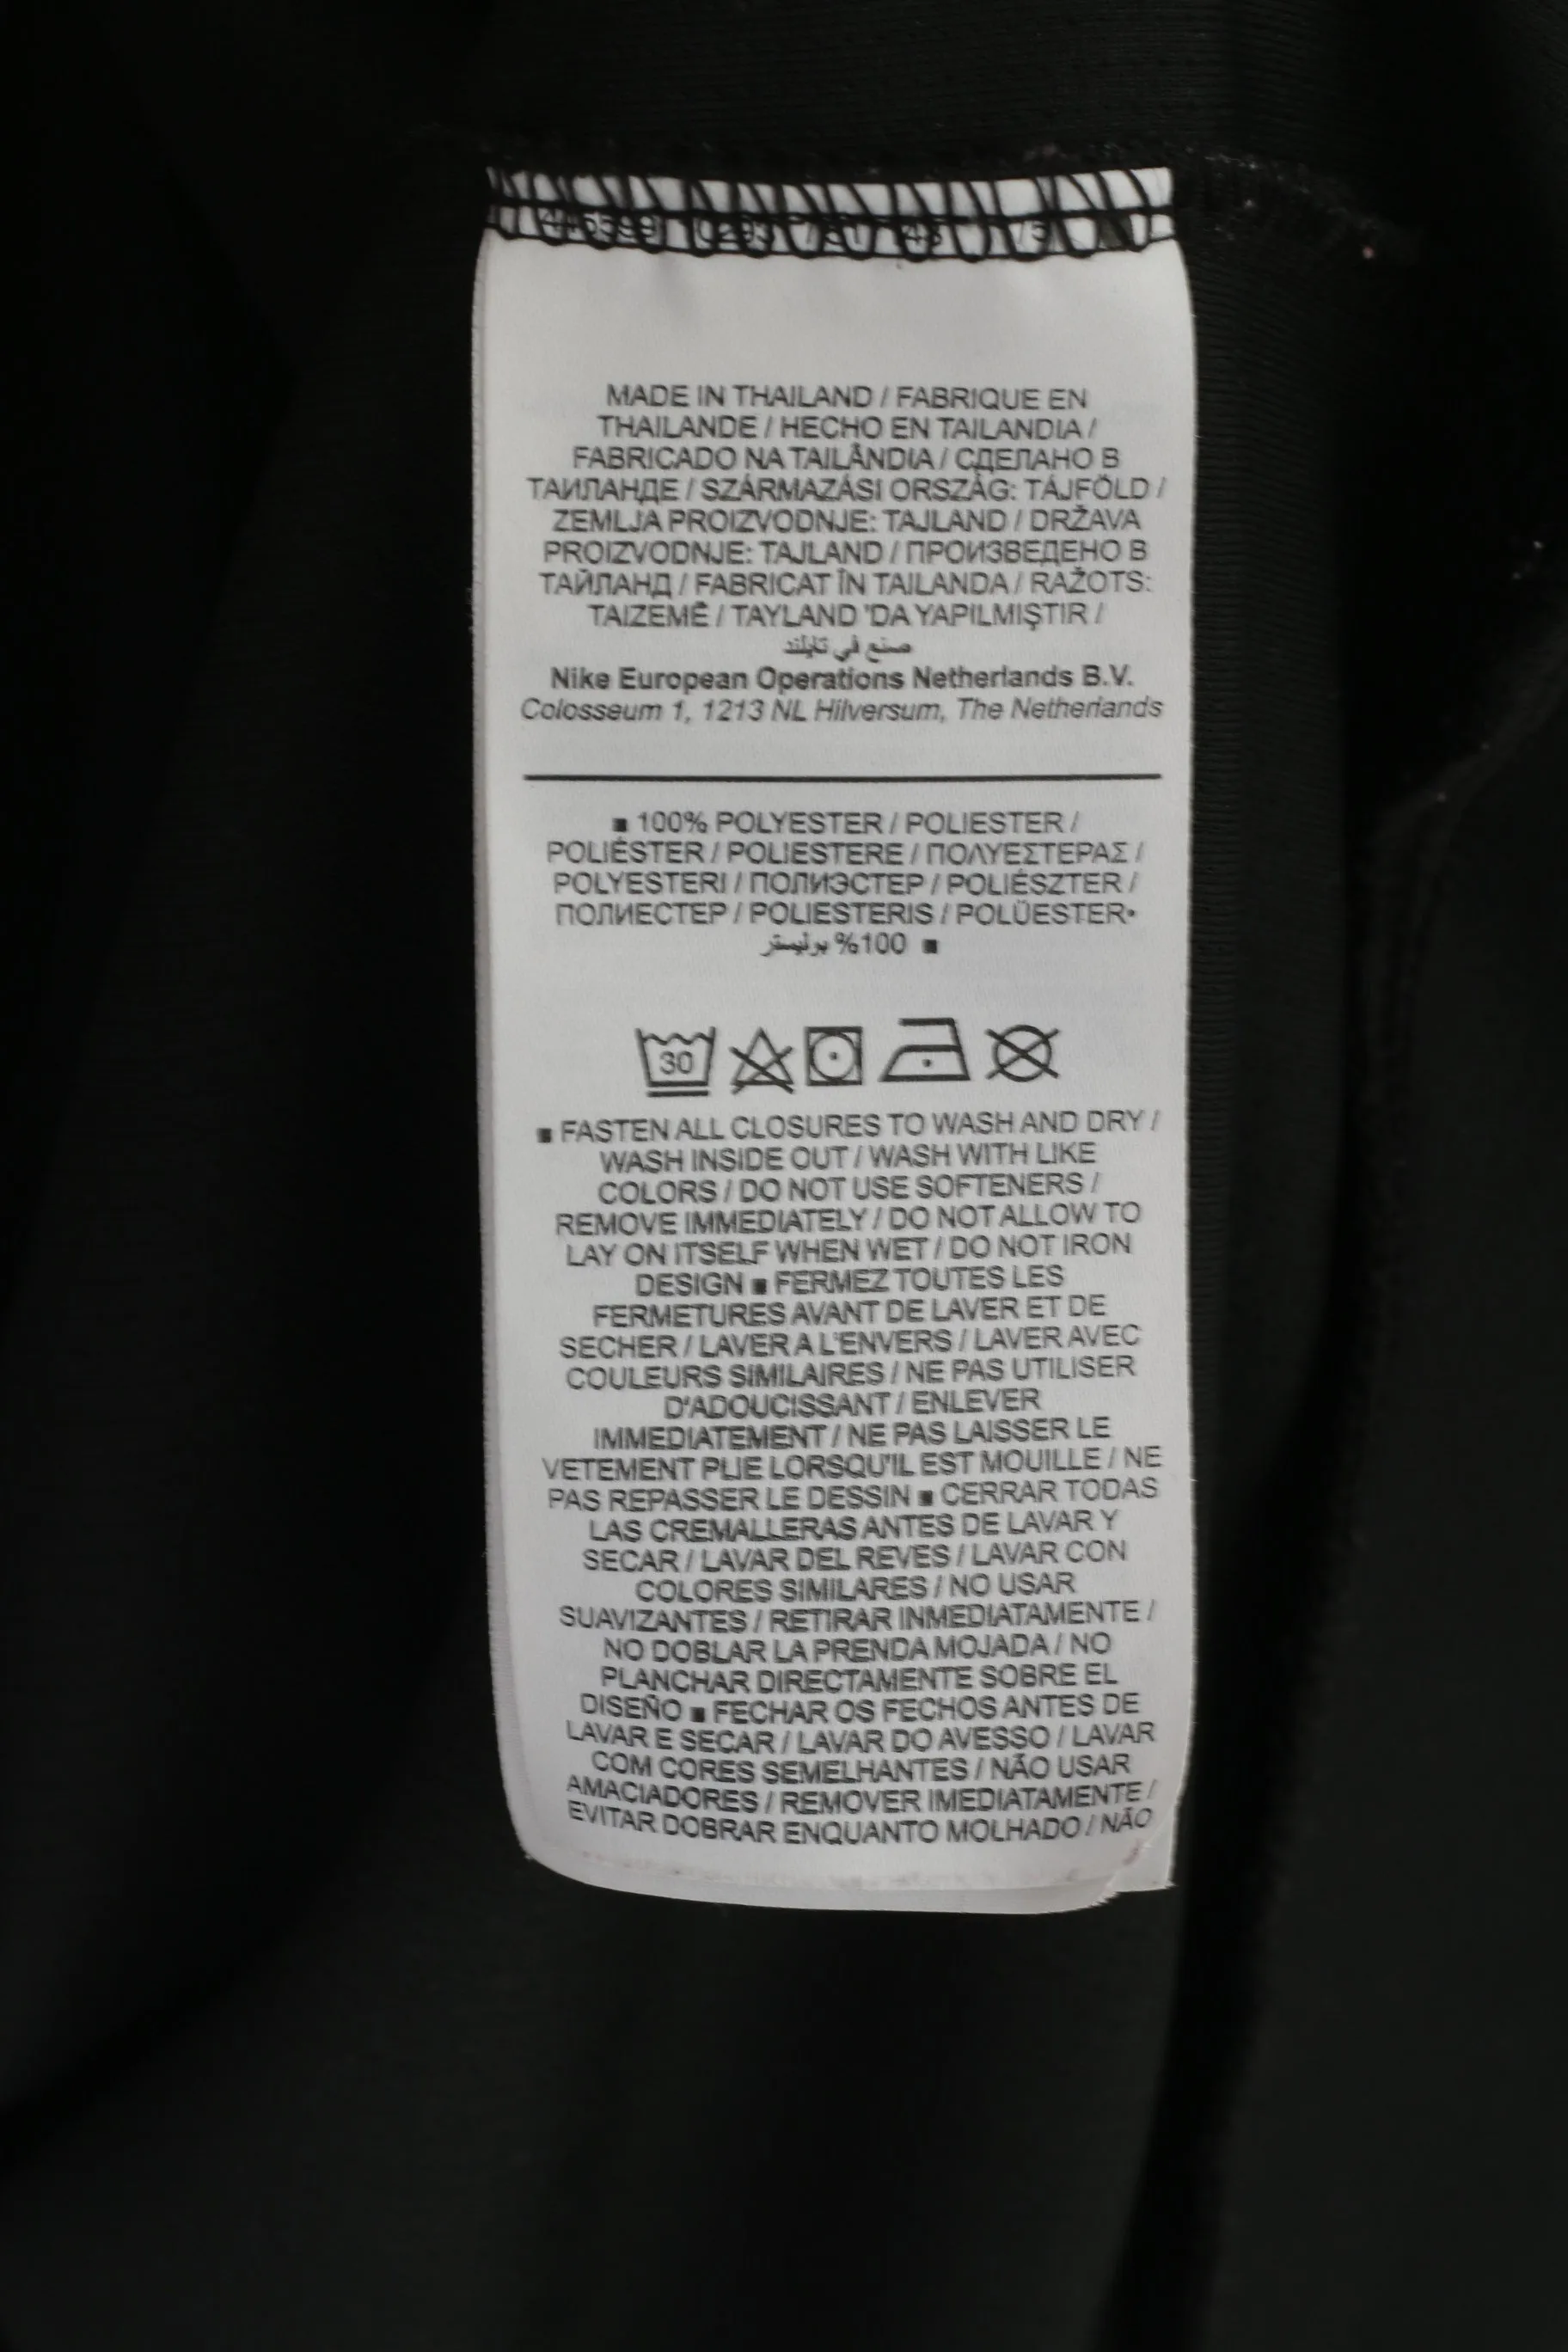 MADE IN THAILAND / FABRIQUE EN
THAILANDE / HECHO EN TAILANDIA /
FABRICADO NA TAILÂNDIA / СДЕЛАНО В
ТАИЛАНДЕ / SZÁRMAZÁSI ORSZÁG: TÁJFÖLD /
ZEMLJA PROIZVODNJE: TAJLAND / DRŽAVA
PROIZVODNJE: TAJLAND / ПРОИЗВЕДЕНО В
ТАЙЛАНД / FABRICAT ÎN TAILANDA / RAŽOTS:
TAIZEMĒ / TAYLAND 'DA YAPILMIŞTIR /
صنع في تايلند
Nike European Operations Netherlands B.V.
Colosseum 1, 1213 NL Hilversum, The Netherlands
■ 100% POLYESTER / POLIESTER /
POLIÉSTER / POLIESTERE / ΠΟΛΥΕΣΤΕΡΑΣ /
POLYESTERI / ПОЛИЭСТЕР / POLIÉSZTER /
ПОЛИЕСТЕР / POLIESTERIS / POLÜESTER•
■ 100% بوليستر
30
■ FASTEN ALL CLOSURES TO WASH AND DRY /
WASH INSIDE OUT / WASH WITH LIKE
COLORS / DO NOT USE SOFTENERS /
REMOVE IMMEDIATELY / DO NOT ALLOW TO
LAY ON ITSELF WHEN WET / DO NOT IRON
DESIGN ■ FERMEZ TOUTES LES
FERMETURES AVANT DE LAVER ET DE
SECHER / LAVER A L'ENVERS / LAVER AVEC
COULEURS SIMILAIRES / NE PAS UTILISER
D'ADOUCISSANT / ENLEVER
IMMEDIATEMENT / NE PAS LAISSER LE
VETEMENT PLIE LORSQU'IL EST MOUILLE / NE
PAS REPASSER LE DESSIN ■ CERRAR TODAS
LAS CREMALLERAS ANTES DE LAVAR Y
SECAR / LAVAR DEL REVES / LAVAR CON
COLORES SIMILARES / NO USAR
SUAVIZANTES / RETIRAR INMEDIATAMENTE /
NO DOBLAR LA PRENDA MOJADA / NO
PLANCHAR DIRECTAMENTE SOBRE EL
DISEÑO ■ FECHAR OS FECHOS ANTES DE
LAVAR E SECAR / LAVAR DO AVESSO / LAVAR
COM CORES SEMELHANTES / NÃO USAR
AMACIADORES / REMOVER IMEDIATAMENTE /
EVITAR DOBRAR ENQUANTO MOLHADO / NÃO